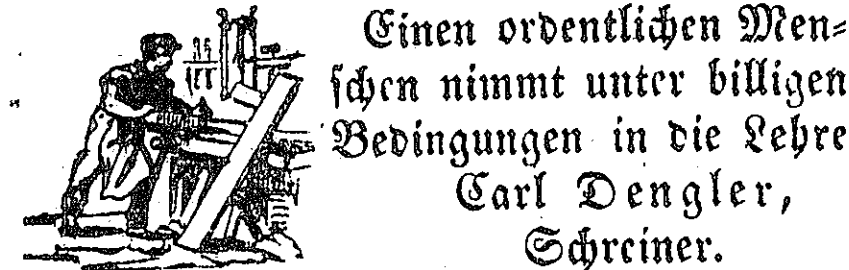 Einen ordentlichen Men⸗
schen nimmt unter billigen
Bedingungen in die Lehre
Carl Dengler,
Schreiner.